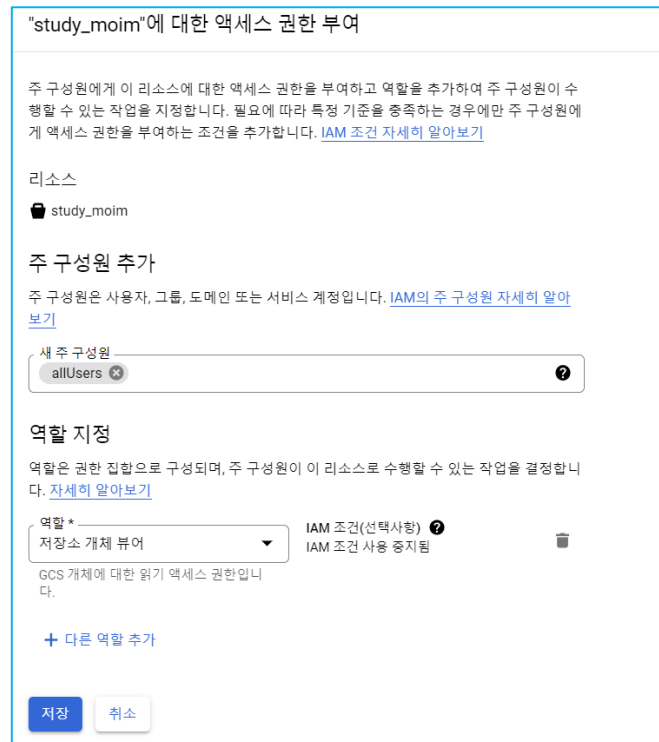 "study_moim"에 대한 액세스 권한 부여
주 구성원에게 이 리소스에 대한 액세스 권한을 부여하고 역할을 추가하여 주 구성원이 수
행할 수 있는 작업을 지정합니다. 필요에 따라 특정 기준을 충족하는 경우에만 주 구성원에
게 액세스 권한을 부여하는 조건을 추가합니다. IAM 조건 자세히 알아보기
리소스
study_moim
주 구성원 추가
주 구성원은 사용자, 그룹, 도메인 또는 서비스 계정입니다. IAM의 주 구성원 자세히 알아
보기
새 주 구성원
allUsers
역할 지정
역할은 권한 집합으로 구성되며, 주 구성원이 이 리소스로 수행할 수 있는 작업을 결정합니
다. 자세히 알아보기
역할 *
저장소 개체 뷰어
IAM 조건(선택사항)
IAM 조건 사용 중지됨
GCS 개체에 대한 읽기 액세스 권한입니
다.
+ 다른 역할 추가
저장 취소